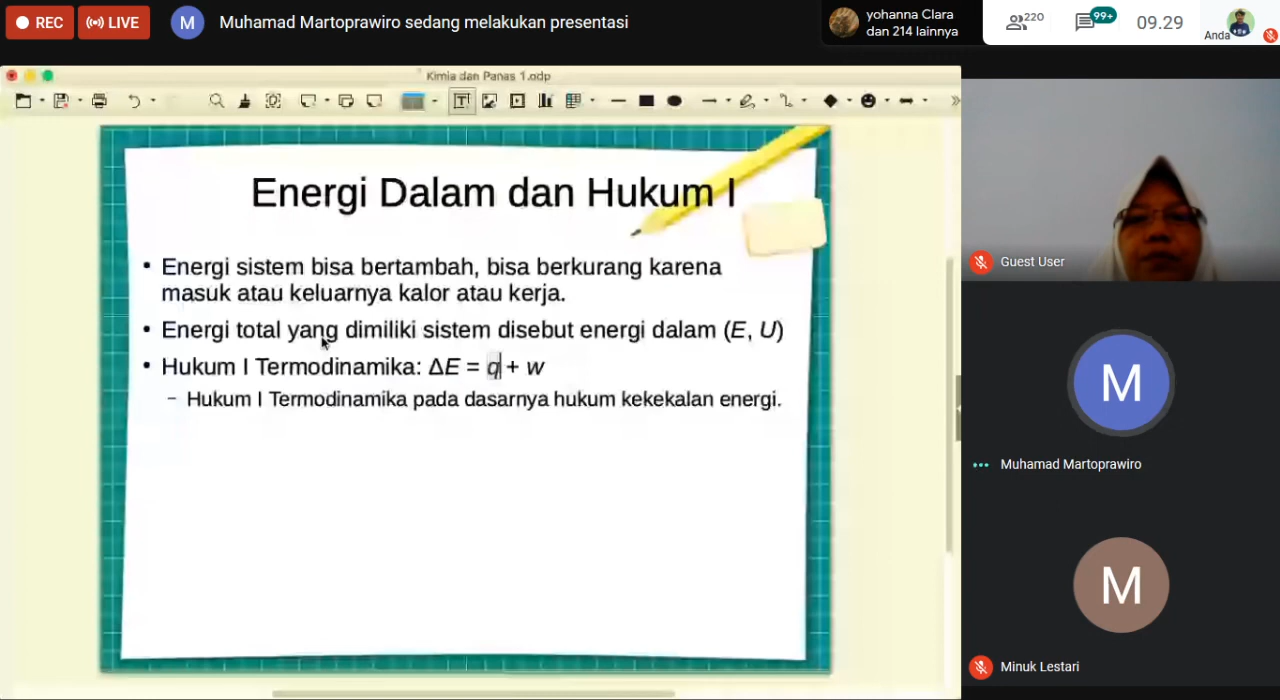 REC
LIVE
M
Muhamad Martoprawiro sedang melakukan presentasi
yohanna Clara
dan 214 lainnya
220
99+
09.29
Anda
Kimia dan Panas 1.odp
Energi Dalam dan Hukum I
• Energi sistem bisa bertambah, bisa berkurang karena
masuk atau keluarnya kalor atau kerja.
• Energi total yang dimiliki sistem disebut energi dalam (E, U)
• Hukum I Termodinamika: ΔE = q + w
– Hukum I Termodinamika pada dasarnya hukum kekekalan energi.
Guest User
M
Muhamad Martoprawiro
M
Minuk Lestari